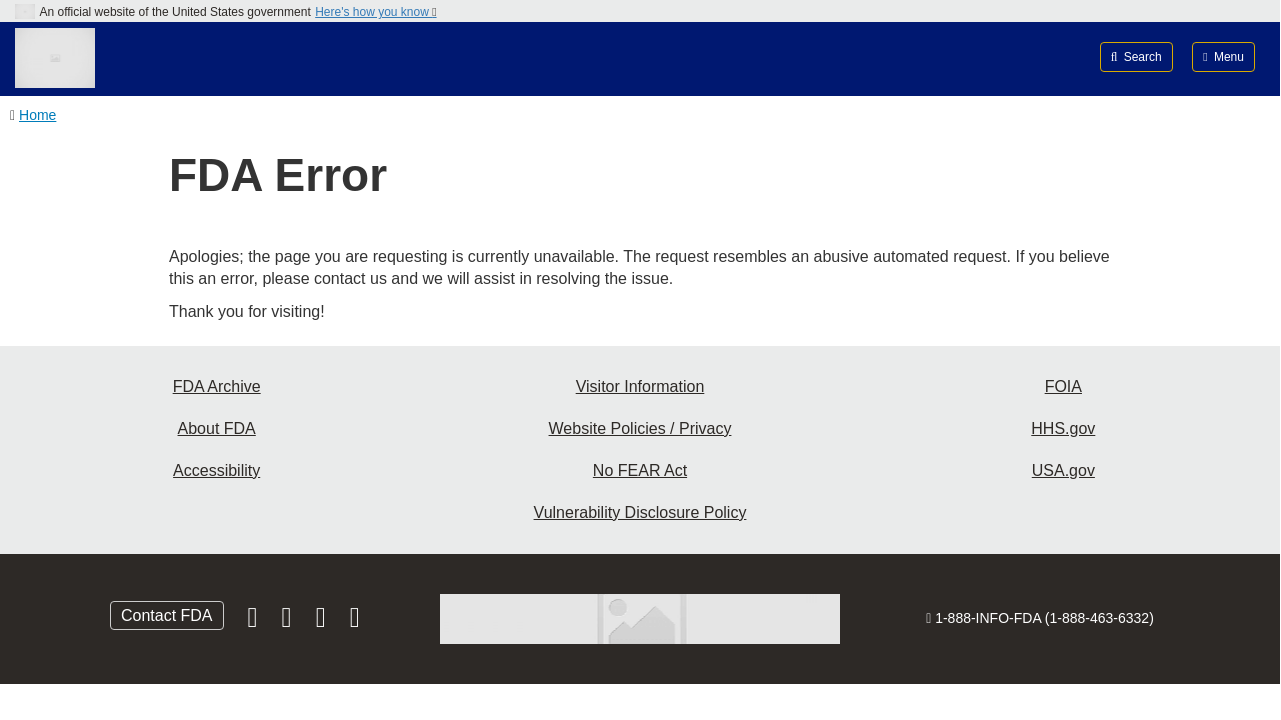 An official website of the United States government Here's how you know
Search
Menu
Home
FDA Error
Apologies; the page you are requesting is currently unavailable. The request resembles an abusive automated request. If you believe
this an error, please contact us and we will assist in resolving the issue.
Thank you for visiting!
FDA Archive
Visitor Information
FOIA
About FDA
Website Policies / Privacy
HHS.gov
Accessibility
No FEAR Act
USA.gov
Vulnerability Disclosure Policy
Contact FDA
1-888-INFO-FDA (1-888-463-6332)